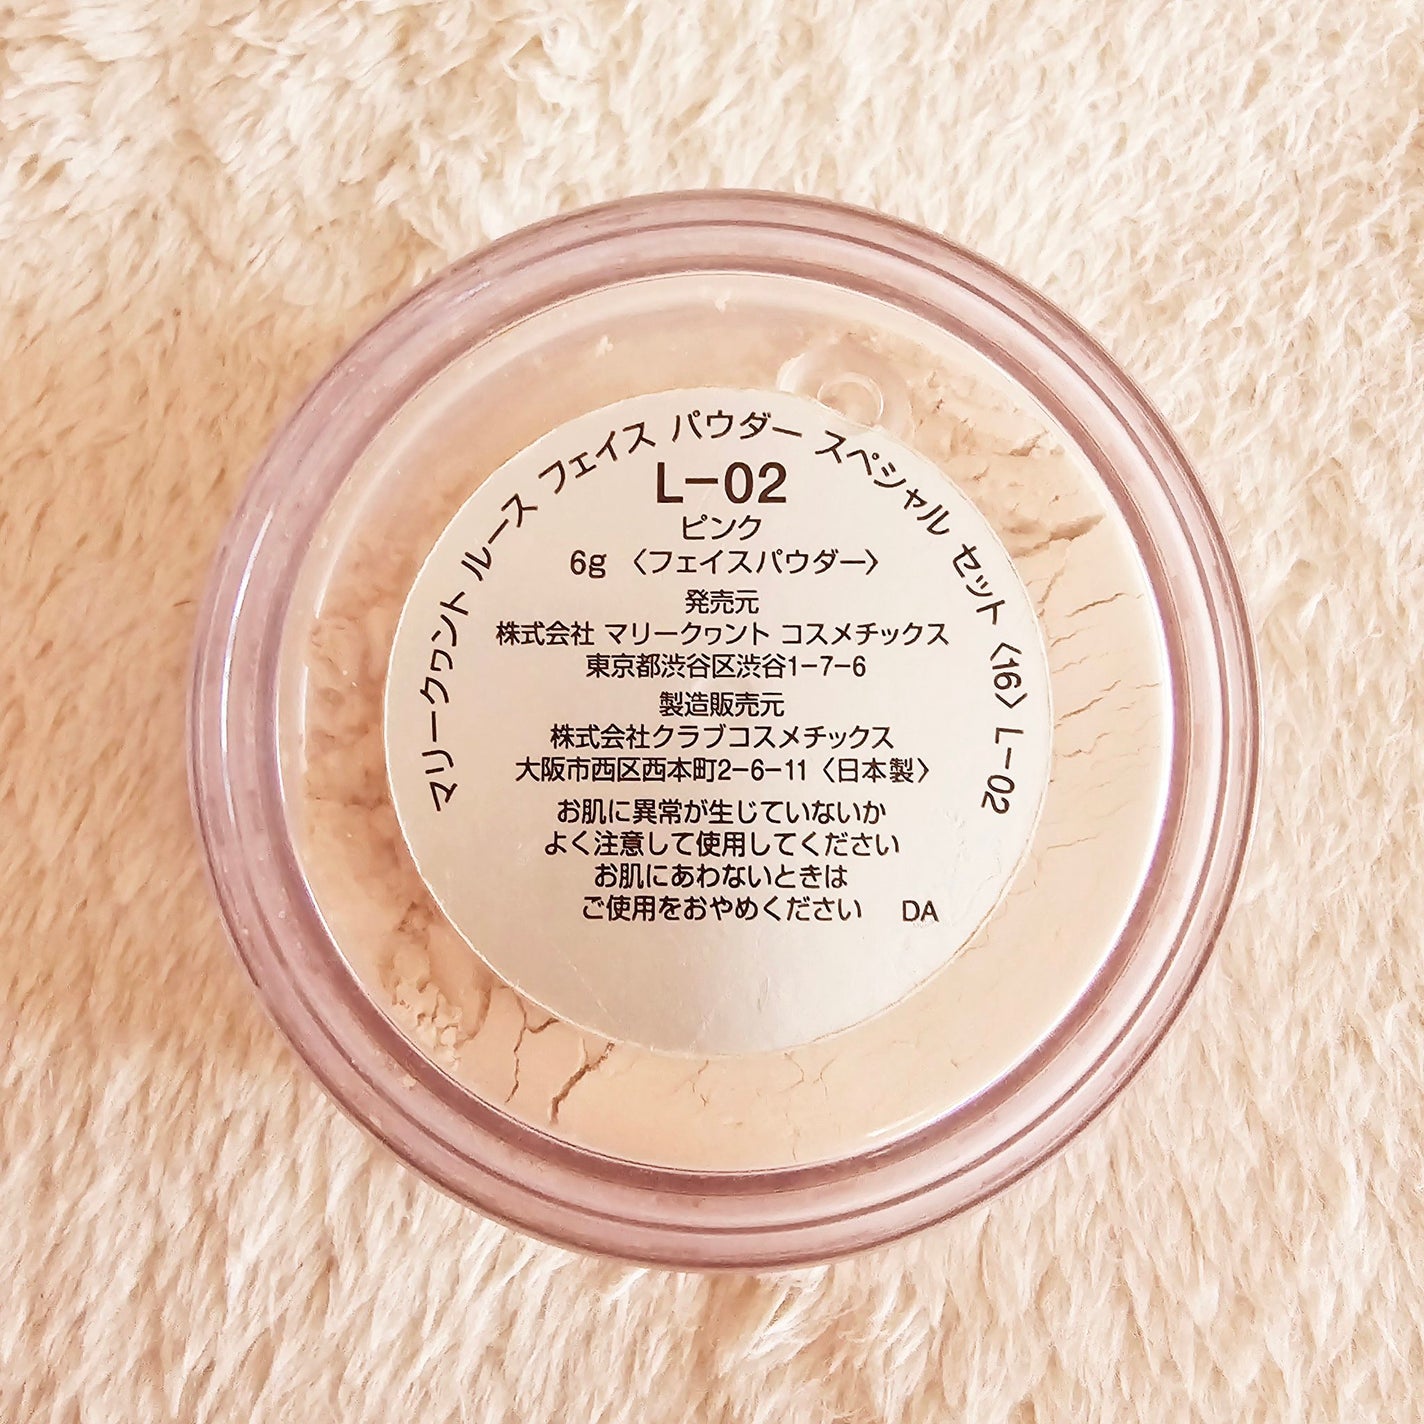 マリークヮント ルース フェイス パウダー スペシャル セット〈16〉L-02
L-02
ピンク
6g 〈フェイスパウダー〉
発売元
株式会社 マリークヮント コスメチックス
東京都渋谷区渋谷1-7-6
製造販売元
株式会社クラブコスメチックス
大阪市西区西本町2-6-11〈日本製〉
お肌に異常が生じていないか
よく注意して使用してください
お肌にあわないときは
ご使用をおやめください DA